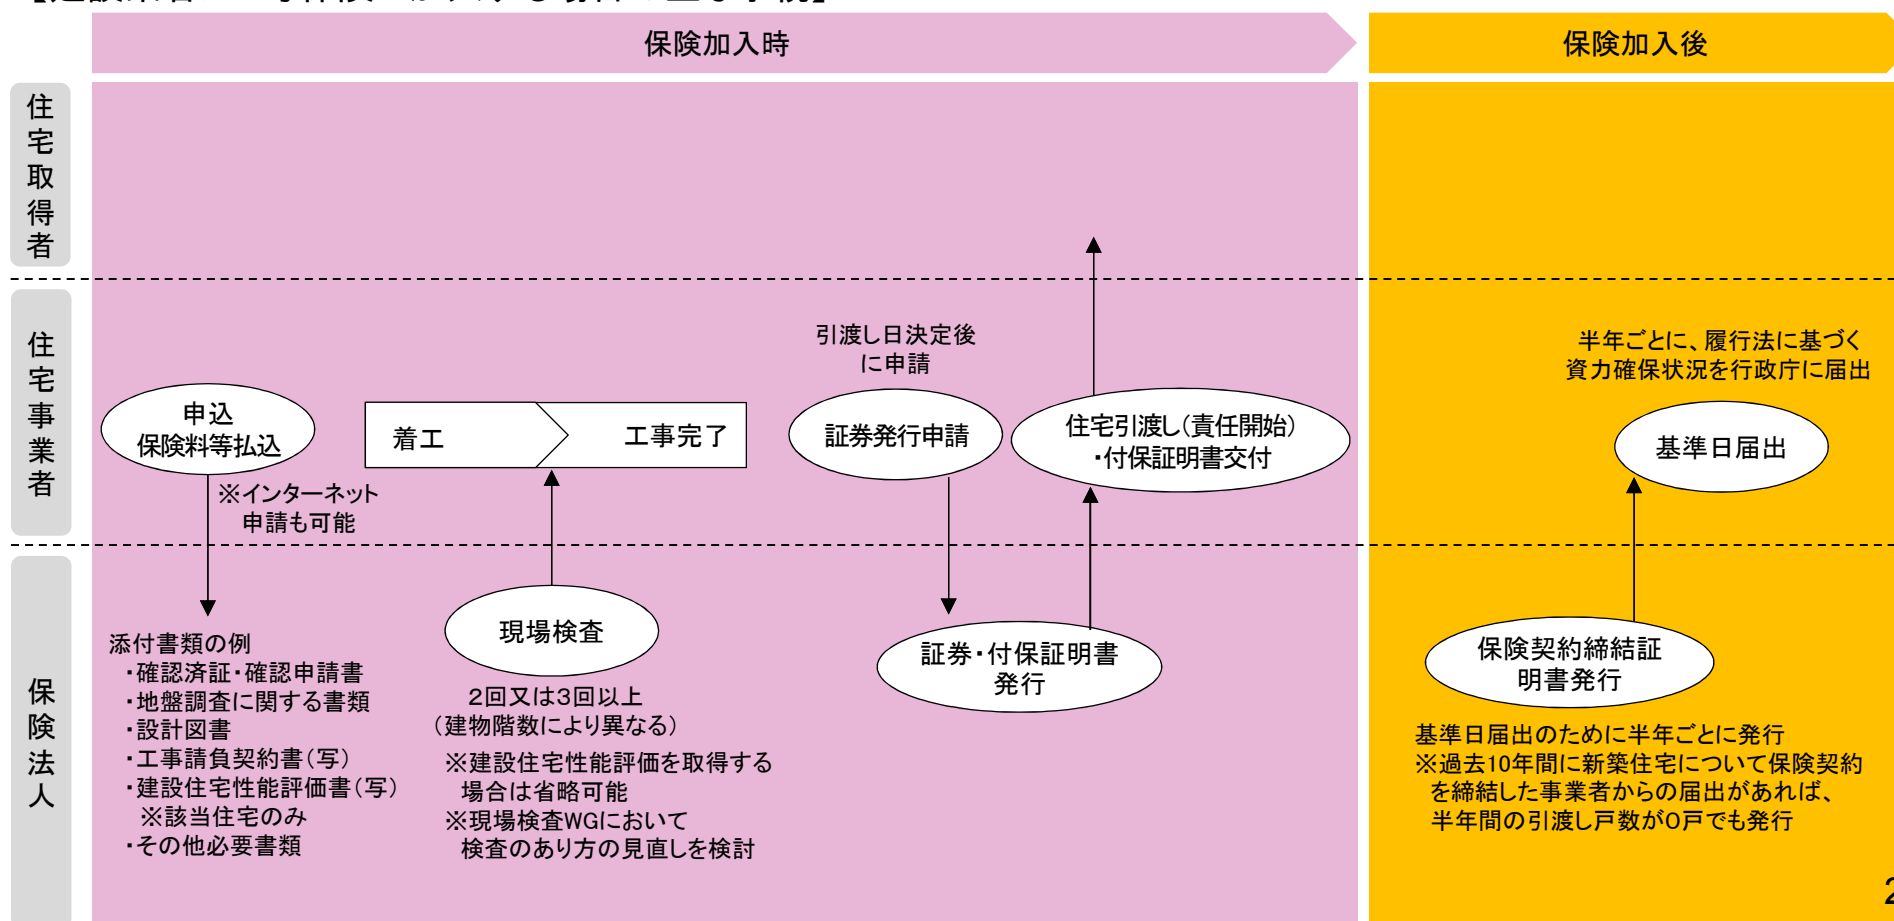 保険加入時
保険加入後
住宅取得者
住宅事業者
引渡し日決定後
に申請
半年ごとに、履行法に基づく
資力確保状況を行政庁に届出
申込
保険料等払込
着工
工事完了
証券発行申請
住宅引渡し(責任開始)
・付保証明書交付
基準日届出
※インターネット
申請も可能
保険法人
現場検査
証券・付保証明書
発行
保険契約締結証
明書発行
添付書類の例
・確認済証・確認申請書
・地盤調査に関する書類
・設計図書
・工事請負契約書(写)
・建設住宅性能評価書(写)
※該当住宅のみ
・その他必要書類
2回又は3回以上
(建物階数により異なる)
※建設住宅性能評価を取得する
場合は省略可能
※現場検査WGにおいて
検査のあり方の見直しを検討
基準日届出のために半年ごとに発行
※過去10年間に新築住宅について保険契約
を締結した事業者からの届出があれば、
半年間の引渡し戸数が0戸でも発行
2